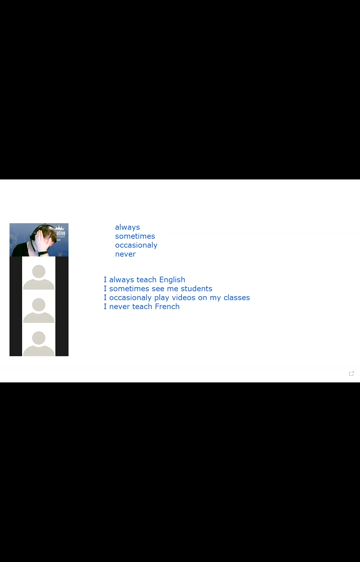 always
sometimes
occasionaly
never
I always teach English
I sometimes see me students
I occasionaly play videos on my classes
I never teach French